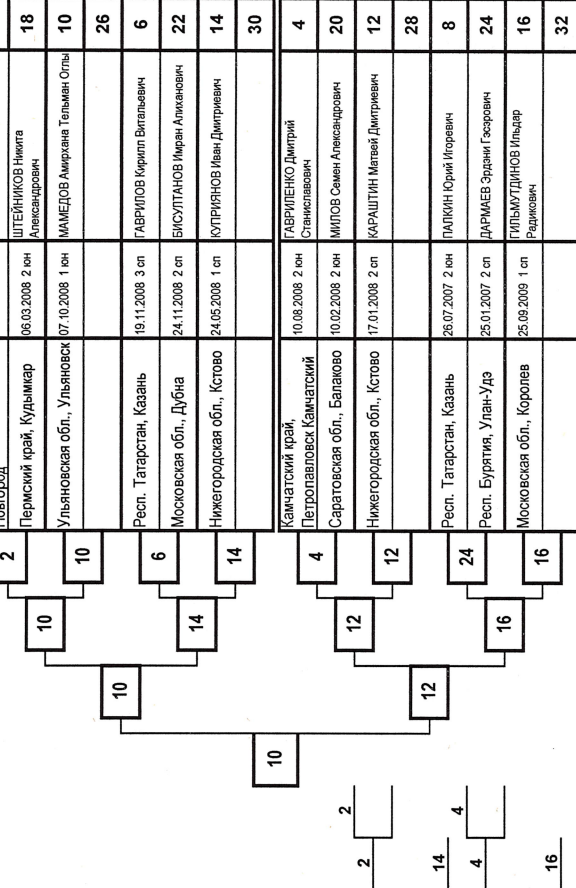 Пермский край, Кудымкар 06.03.2008 2 юн ШТЕЙНИКОВ Никита 18
Александрович
Ульяновская обл., Ульяновск 07.10.2008 1 юн МАМЕДОВ Амирхана Тельман Оглы 10
26
Респ. Татарстан, Казань 19.11.2008 3 сп ГАВРИЛОВ Кирилл Витальевич 6
Московская обл., Дубна 24.11.2008 2 сп БИСУЛТАНОВ Имран Алиханович 22
Нижегородская обл., Кстово 24.05.2008 1 сп КУПРИЯНОВ Иван Дмитриевич 14
30
Камчатский край, 10.08.2008 2 юн ГАВРИЛЕНКО Дмитрий 4
Петропавловск Камчатский Станиславович
Саратовская обл., Балаково 10.02.2008 2 юн МИЛОВ Семен Александрович 20
Нижегородская обл., Кстово 17.01.2008 2 сп КАРАШТИН Матвей Дмитриевич 12
28
Респ. Татарстан, Казань 26.07.2007 2 юн ПАЛКИН Юрий Игоревич 8
Респ. Бурятия, Улан-Удэ 25.01.2007 2 сп ДАРМАЕВ Эрдэни Гэсэрович 24
Московская обл., Королев 25.09.2009 1 сп ГИЛЬМУТДИНОВ Ильдар 16
Радикович
32
2
10
6
14
4
12
24
16
10
14
12
16
10
12
10
2
4
2
14
4
16